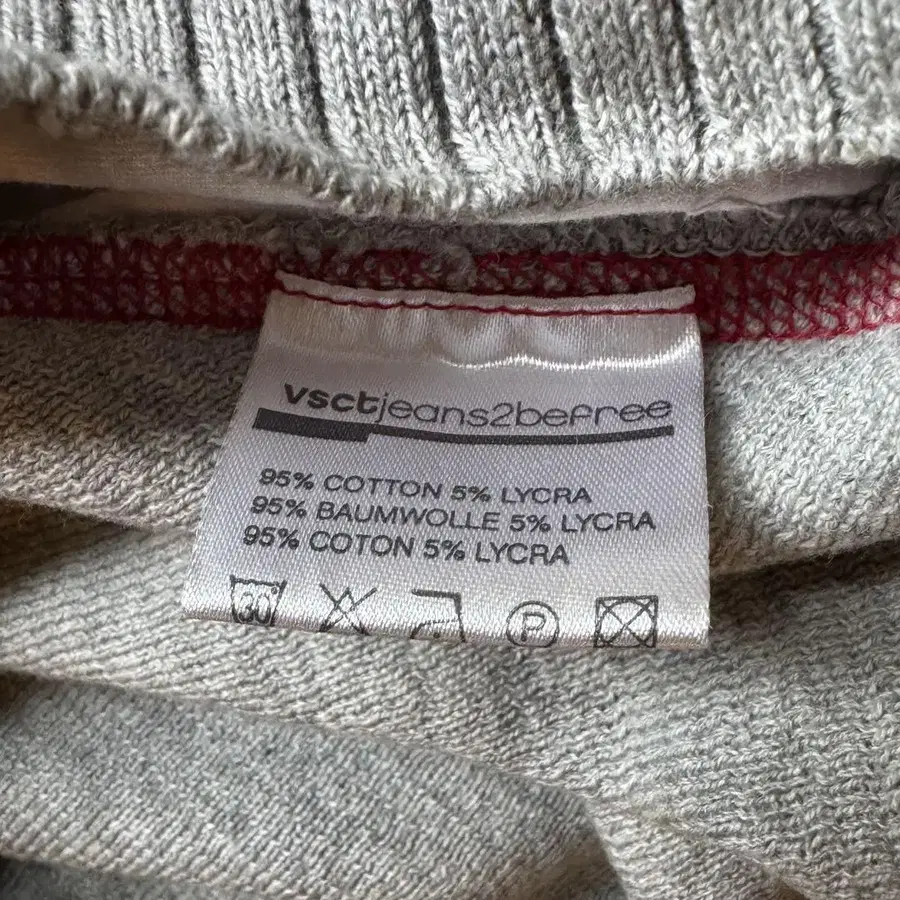 vsctjeans2befree
95% COTTON 5% LYCRA
95% BAUMWOLLE 5% LYCRA
95% COTON 5% LYCRA
30° P